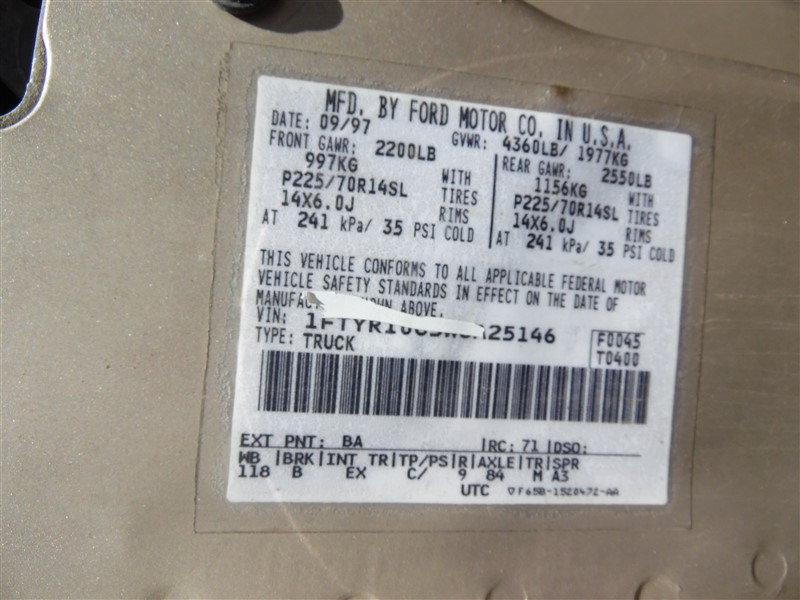 MFD. BY FORD MOTOR CO. IN U.S.A.
DATE: 09/97 GVWR: 4360LB/ 1977KG
FRONT GAWR: 2200LB
997KG WITH
P225/70R14SL TIRES
14X6.0J RIMS
AT 241 kPa/ 35 PSI COLD
REAR GAWR: 2550LB
1156KG WITH
P225/70R14SL TIRES
14X6.0J RIMS
AT 241 kPa/ 35 PSI COLD
THIS VEHICLE CONFORMS TO ALL APPLICABLE FEDERAL MOTOR
VEHICLE SAFETY STANDARDS IN EFFECT ON THE DATE OF
ABOVE.
VIN:
TYPE: TRUCK
F0045
T0400
EXT PNT: BA RC: 71 DSO:
WB BRK INT TR TP/PS R AXLE TR SPR
118 B EX C/ 9 84 M A3
UTC ▽F65B-1520472-AA